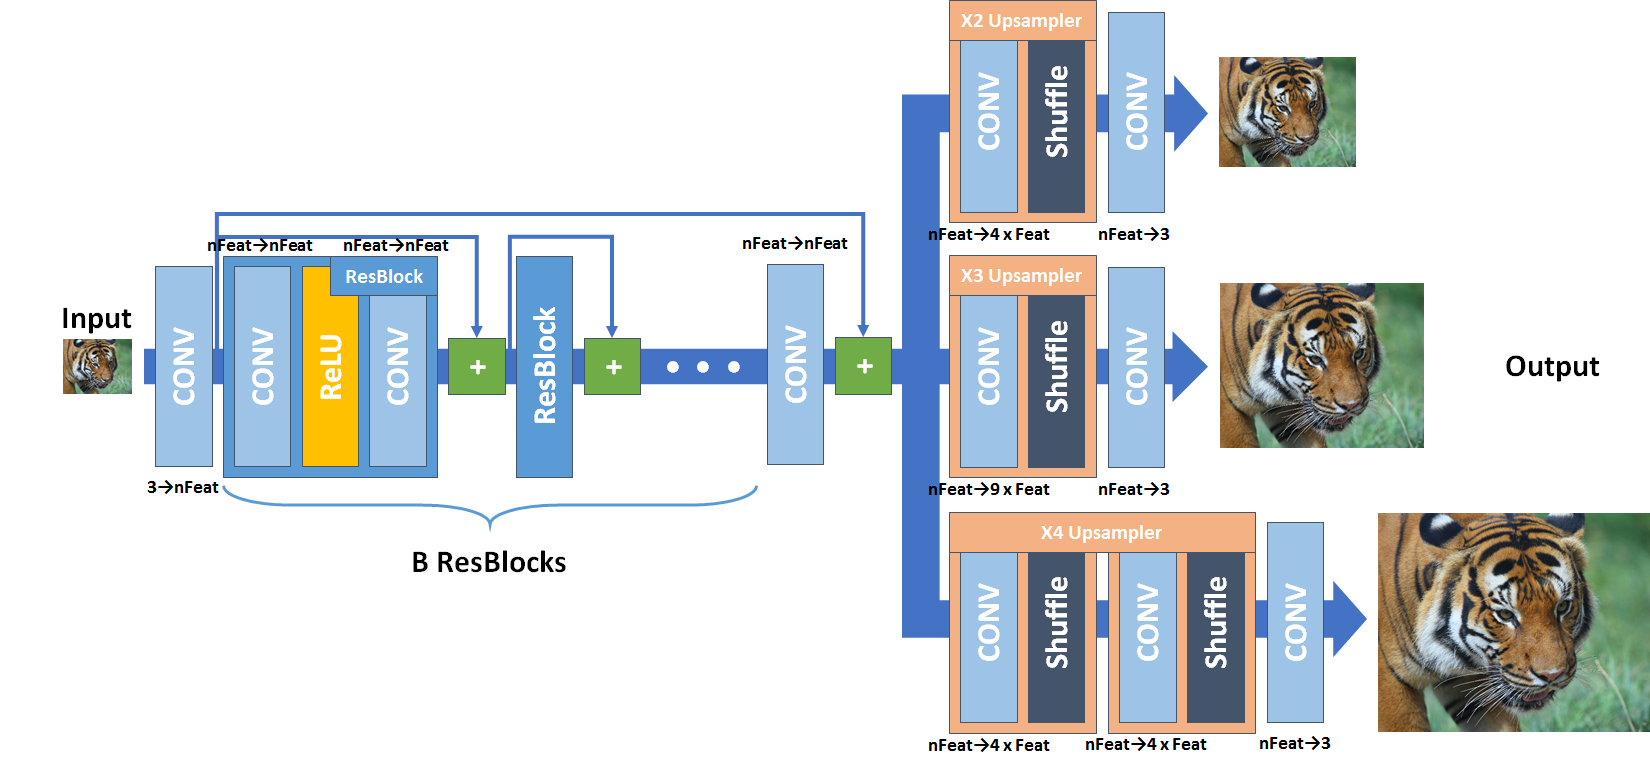 Input
CONV
3→nFeat
nFeat→nFeat
nFeat→nFeat
ResBlock
CONV
ReLU
CONV
+
ResBlock
+
B ResBlocks
nFeat→nFeat
CONV
+
X2 Upsampler
CONV
Shuffle
CONV
nFeat→4 x Feat
nFeat→3
X3 Upsampler
CONV
Shuffle
CONV
nFeat→9 x Feat
nFeat→3
X4 Upsampler
CONV
Shuffle
CONV
Shuffle
CONV
nFeat→4 x Feat
nFeat→4 x Feat
nFeat→3
Output